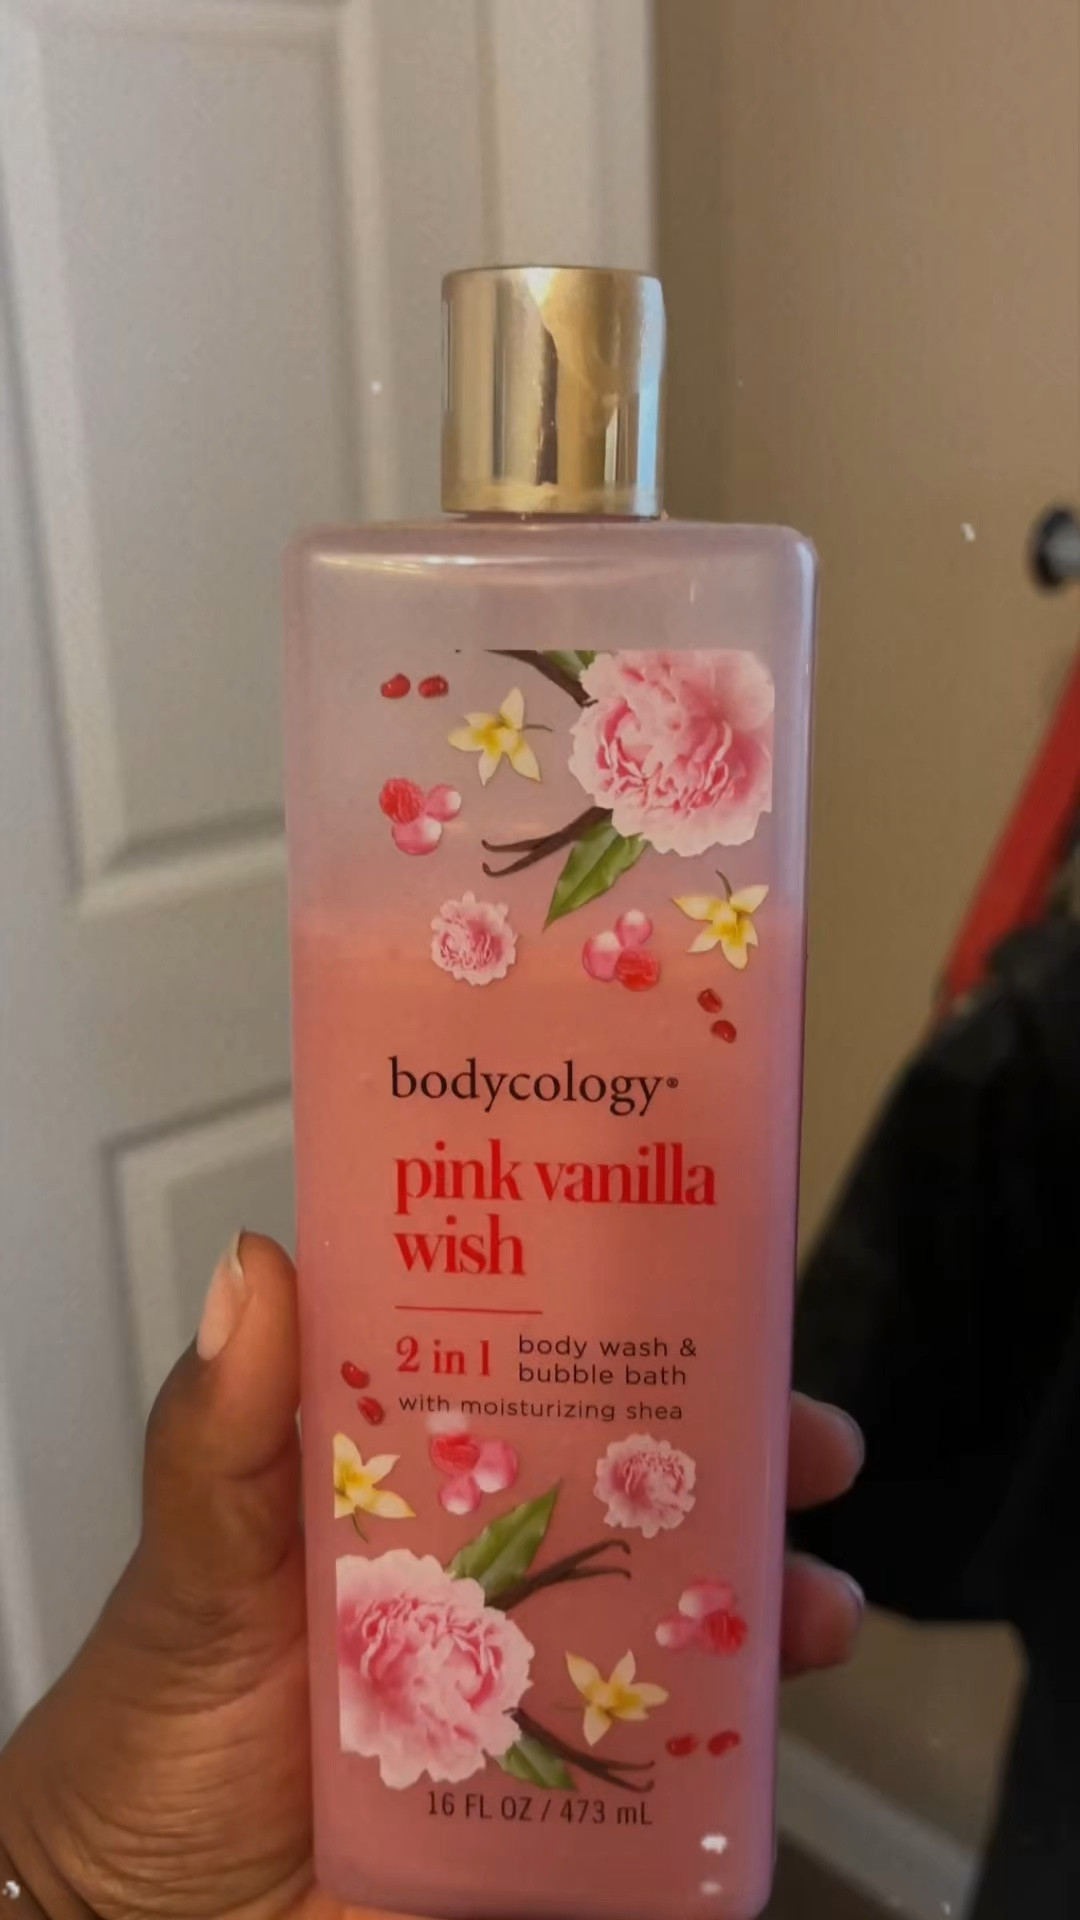 bodycology®
pink vanilla
wish
2 in 1 body wash &
bubble bath
with moisturizing shea
16 FL OZ / 473 mL